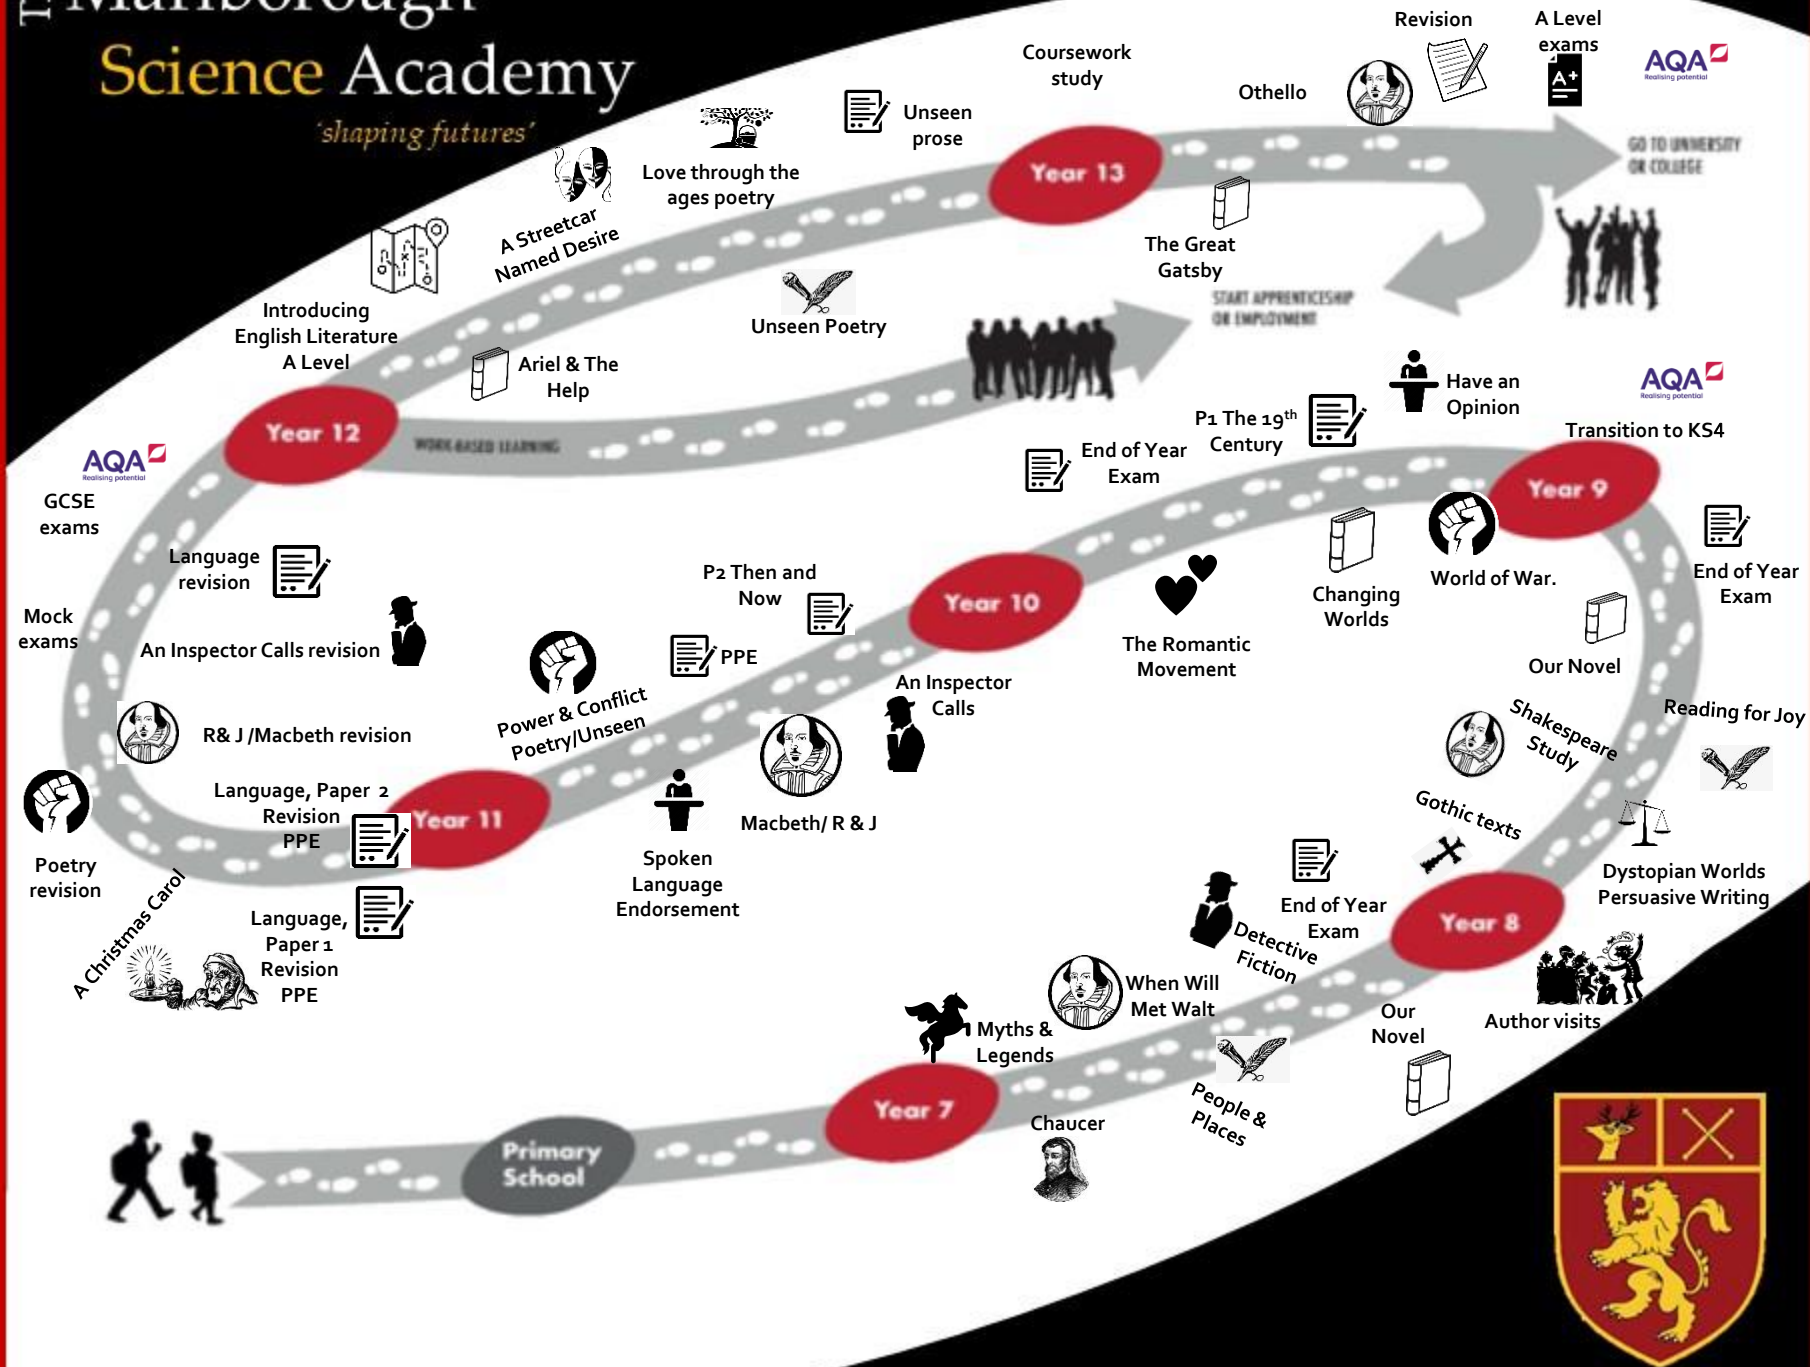 Marlborough
Science Academy
'shaping futures'
Revision
A Level
exams
A+
AQA
Realising potential
Coursework
study
Othello
Unseen
prose
Love through the
ages poetry
A Streetcar
Named Desire
Year 13
GO TO UNIVERSITY
OR COLLEGE
The Great
Gatsby
START APPRENTICESHIP
OR EMPLOYMENT
Unseen Poetry
Introducing
English Literature
A Level
Ariel & The
Help
Year 12
WORK-BASED LEARNING
AQA
Realising potential
GCSE
exams
Language
revision
Mock
exams
An Inspector Calls revision
R& J /Macbeth revision
Poetry
revision
Language, Paper 2
Revision
PPE
A Christmas Carol
Language,
Paper 1
Revision
PPE
Year 11
Power & Conflict
Poetry/Unseen
PPE
P2 Then and
Now
Spoken
Language
Endorsement
Macbeth/ R & J
An Inspector
Calls
Year 10
End of Year
Exam
P1 The 19th
Century
Have an
Opinion
AQA
Realising potential
Transition to KS4
The Romantic
Movement
Changing
Worlds
World of War.
Year 9
End of Year
Exam
Our Novel
Reading for Joy
Shakespeare
Study
Gothic texts
Dystopian Worlds
Persuasive Writing
Year 8
End of Year
Exam
Detective
Fiction
Author visits
Our
Novel
When Will
Met Walt
People &
Places
Myths &
Legends
Chaucer
Year 7
Primary
School